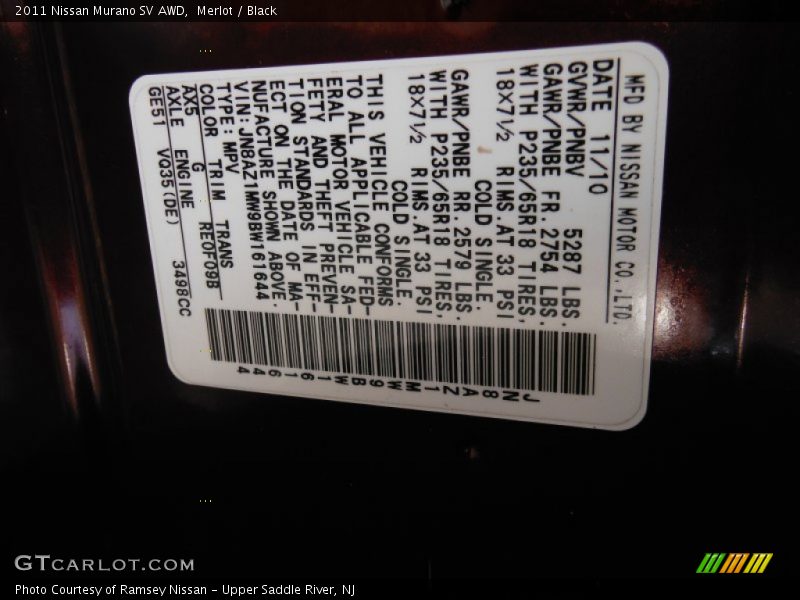 2011 Nissan Murano SV AWD,  Merlot / Black
MFD BY NISSAN MOTOR CO.,LTD.
DATE 11/10
GVWR/PNBV 5287 LBS.
GAWR/PNBE FR. 2754 LBS.
WITH P235/65R18 TIRES,
18X7½ RIMS.AT 33 PSI
COLD SINGLE.
GAWR/PNBE RR. 2579 LBS.
WITH P235/65R18 TIRES,
18X7½ RIMS.AT 33 PSI
COLD SINGLE.
THIS VEHICLE CONFORMS
TO ALL APPLICABLE FED-
ERAL MOTOR VEHICLE SA-
FETY AND THEFT PREVEN-
TION STANDARDS IN EFF-
ECT ON THE DATE OF MA-
NUFACTURE SHOWN ABOVE.
VIN: JN8AZ1MW9BW161644
TYPE: MPV
COLOR TRIM TRANS
AX5 G RE0F09B
AXLE ENGINE
GE51 VQ35(DE) 3498CC
JN8AZ1MW9BW161644
GTCARLOT.COM
Photo Courtesy of Ramsey Nissan - Upper Saddle River, NJ